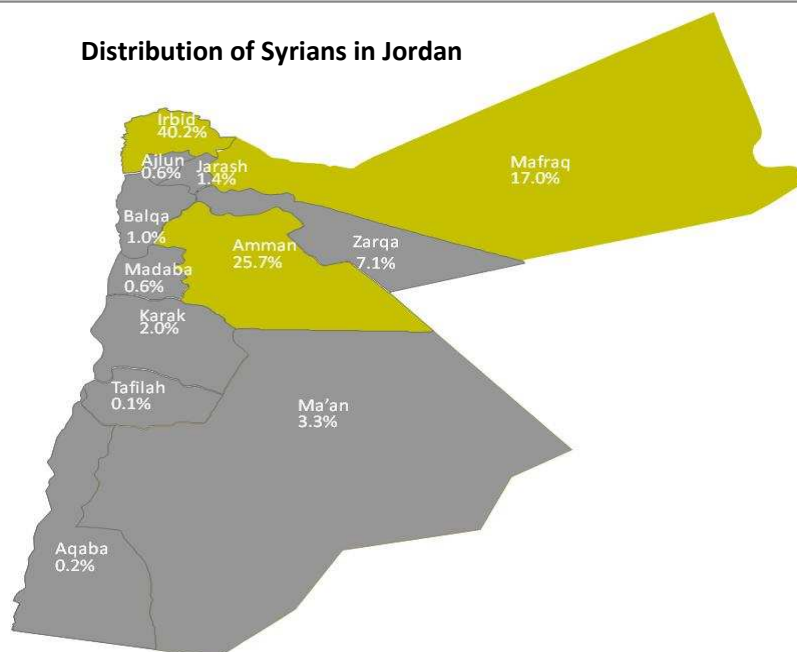 Distribution of Syrians in Jordan
Irbid
40.2%
Ajlun
0.6%
Jarash
1.4%
Mafraq
17.0%
Balqa
1.0%
Amman
25.7%
Zarqa
7.1%
Madaba
0.6%
Karak
2.0%
Tafilah
0.1%
Ma'an
3.3%
Aqaba
0.2%